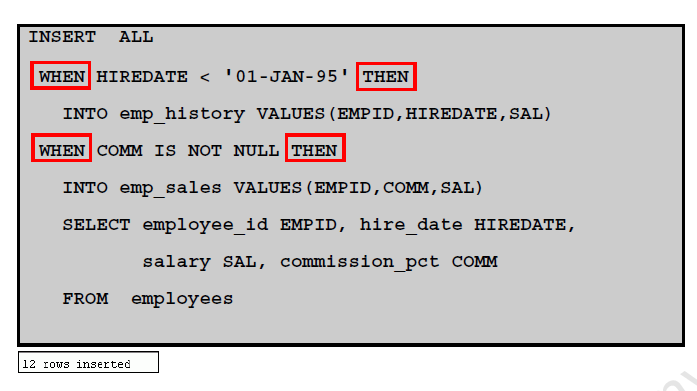 INSERT ALL
WHEN HIREDATE < '01-JAN-95' THEN
INTO emp_history VALUES(EMPID,HIREDATE,SAL)
WHEN COMM IS NOT NULL THEN
INTO emp_sales VALUES(EMPID,COMM,SAL)
SELECT employee_id EMPID, hire_date HIREDATE,
salary SAL, commission_pct COMM
FROM employees
12 rows inserted